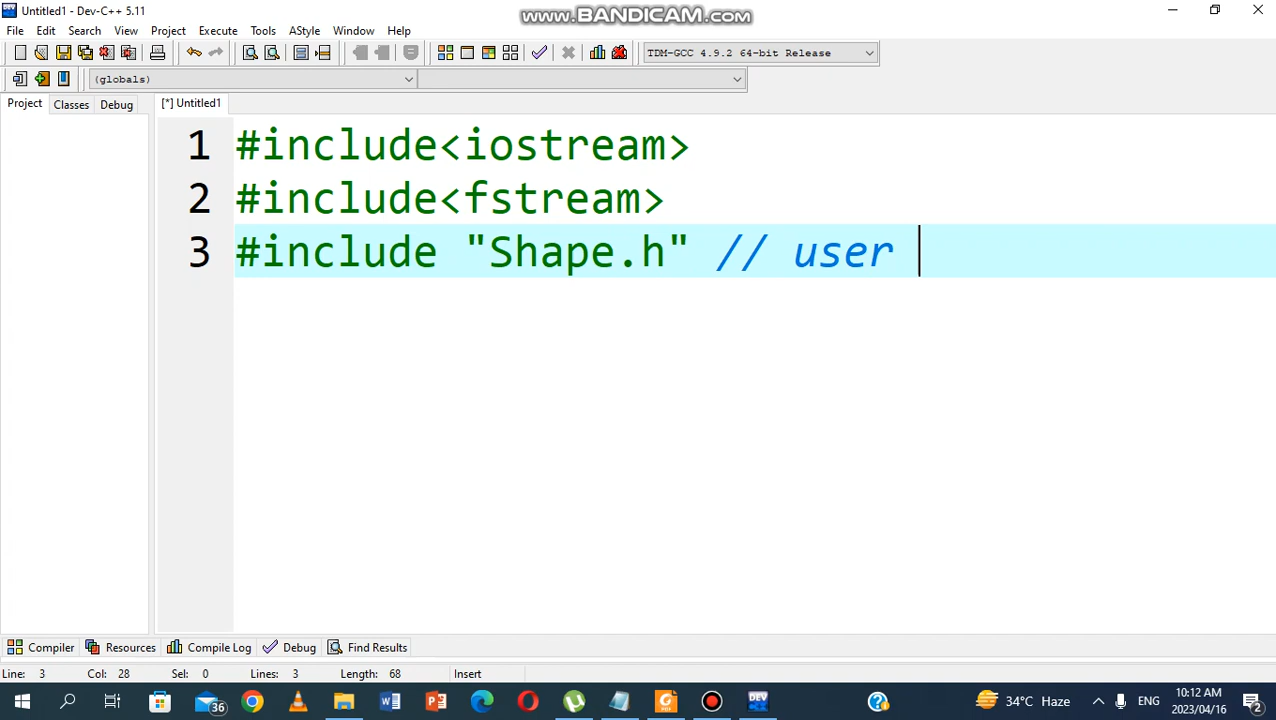 Untitled1 - Dev-C++ 5.11
www.BANDICAM.com
File Edit Search View Project Execute Tools AStyle Window Help
TDM-GCC 4.9.2 64-bit Release
(globals)
Project Classes Debug [*] Untitled1
1 #include<iostream>
2 #include<fstream>
3 #include "Shape.h" // user
Compiler Resources Compile Log Debug Find Results
Line: 3 Col: 28 Sel: 0 Lines: 3 Length: 68 Insert
36 34°C Haze ENG 10:12 AM
2023/04/16 2